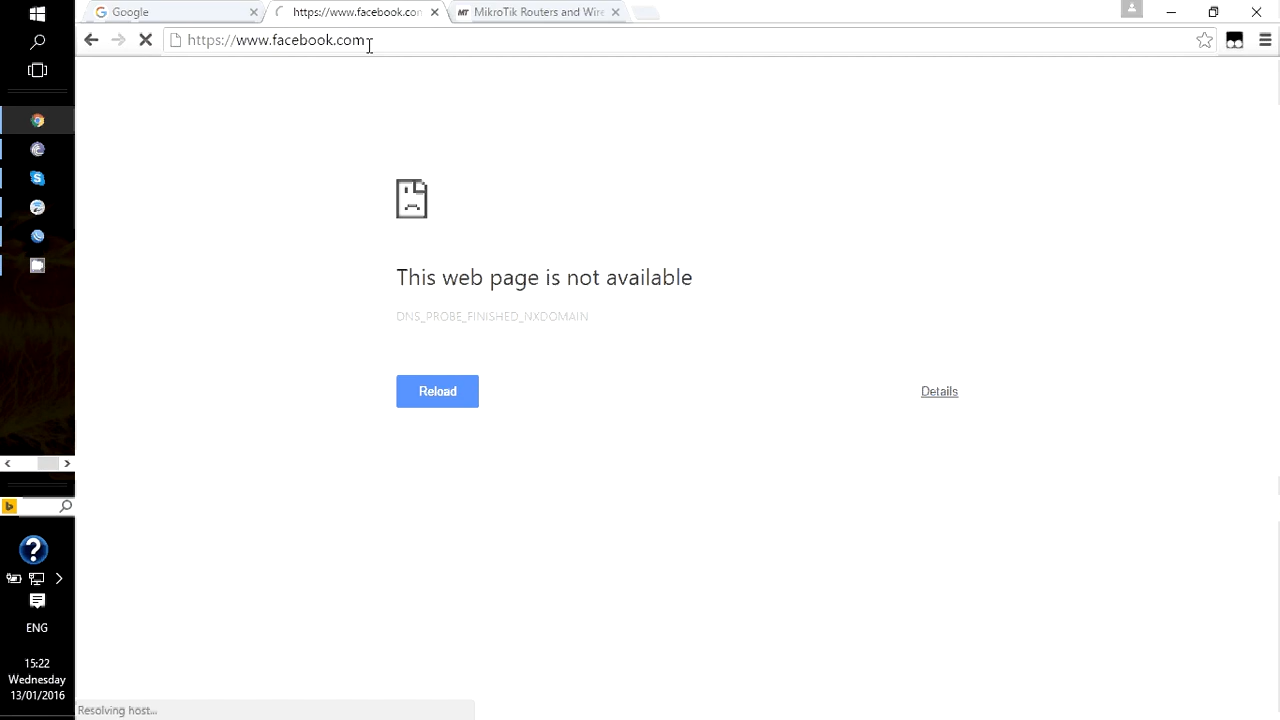 Google
https://www.facebook.con
MikroTik Routers and Wire
https://www.facebook.com
This web page is not available
DNS_PROBE_FINISHED_NXDOMAIN
Reload
Details
ENG
15:22
Wednesday
13/01/2016
Resolving host...